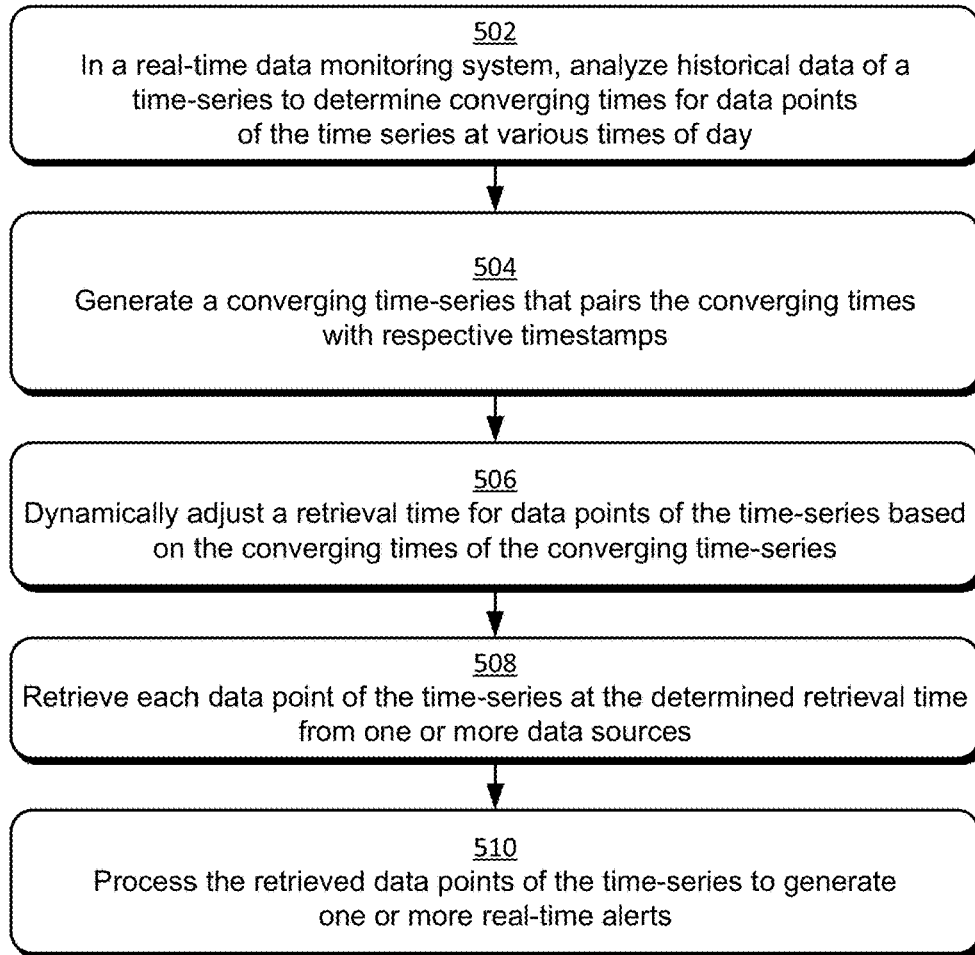 502
In a real-time data monitoring system, analyze historical data of a
time-series to determine converging times for data points
of the time series at various times of day
504
Generate a converging time-series that pairs the converging times
with respective timestamps
506
Dynamically adjust a retrieval time for data points of the time-series based
on the converging times of the converging time-series
508
Retrieve each data point of the time-series at the determined retrieval time
from one or more data sources
510
Process the retrieved data points of the time-series to generate
one or more real-time alerts